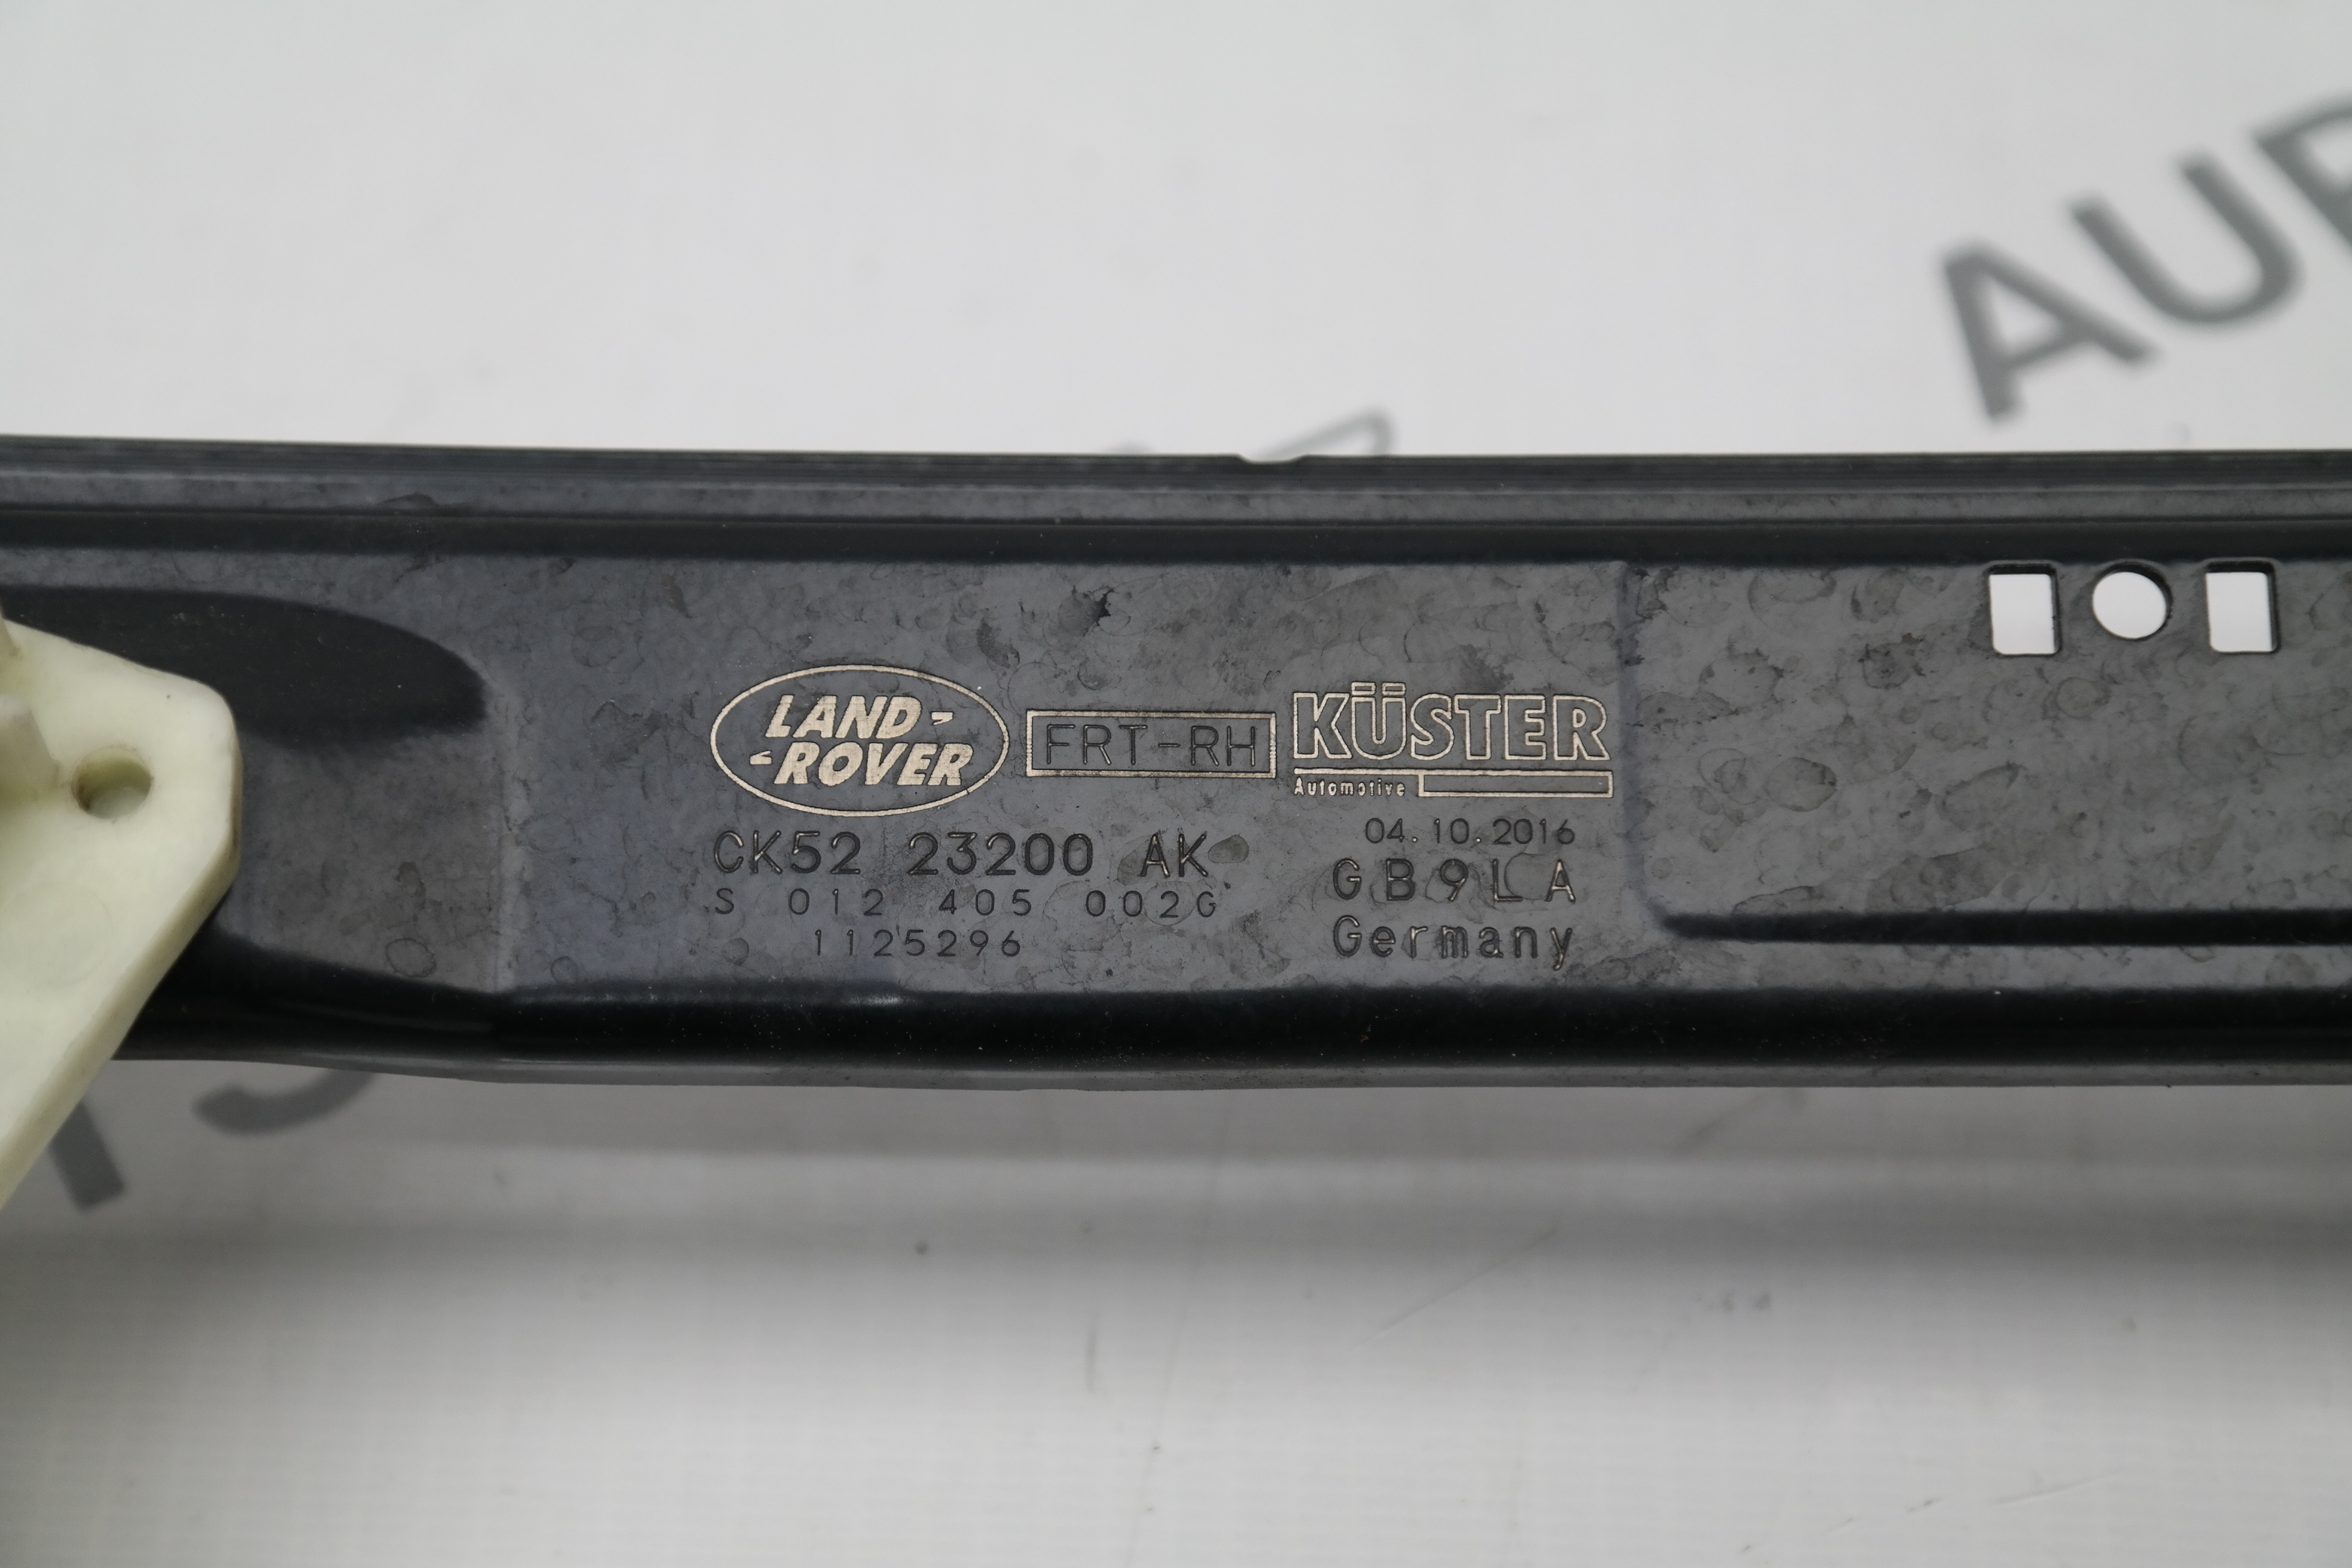 LAND-
-ROVER
FRT-RH
KÜSTER
Automotive
CK52 23200 AK
S 012 405 002G
1125296
04.10.2016
GB9LA
Germany